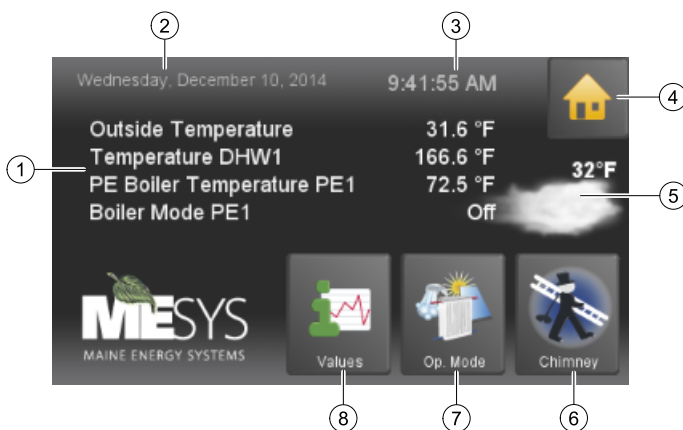 2
3
Wednesday, December 10, 2014 9:41:55 AM
4
Outside Temperature 31.6 °F
1
Temperature DHW1 166.6 °F
32°F
PE Boiler Temperature PE1 72.5 °F
5
Boiler Mode PE1 Off
MESYS
MAINE ENERGY SYSTEMS
Values
Op. Mode
Chimney
8
7
6